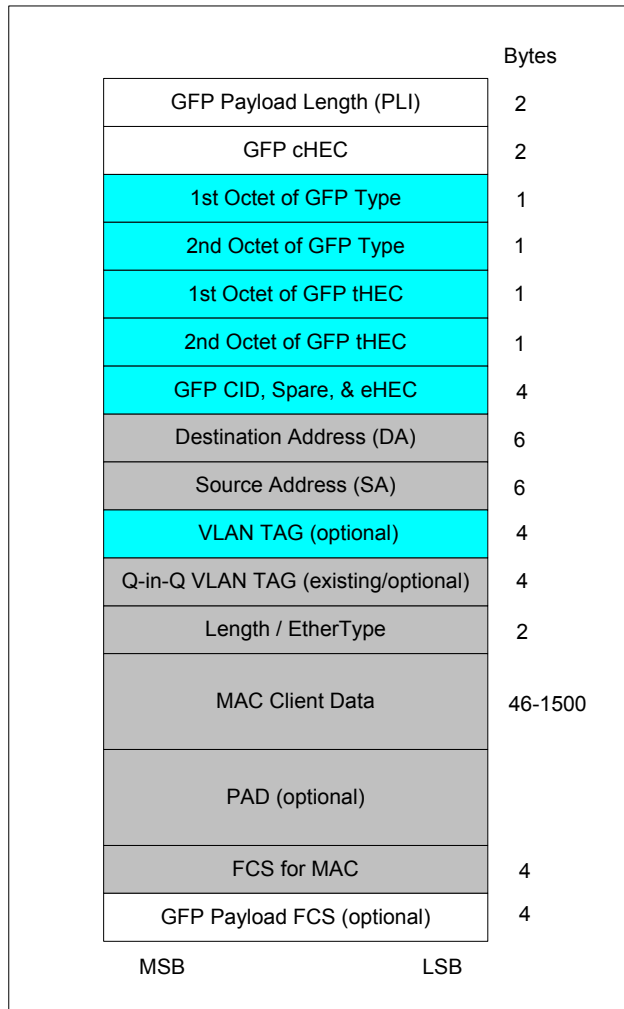 Bytes
GFP Payload Length (PLI) 2
GFP cHEC 2
1st Octet of GFP Type 1
2nd Octet of GFP Type 1
1st Octet of GFP tHEC 1
2nd Octet of GFP tHEC 1
GFP CID, Spare, & eHEC 4
Destination Address (DA) 6
Source Address (SA) 6
VLAN TAG (optional) 4
Q-in-Q VLAN TAG (existing/optional) 4
Length / EtherType 2
MAC Client Data 46-1500
PAD (optional)
FCS for MAC 4
GFP Payload FCS (optional) 4
MSB LSB